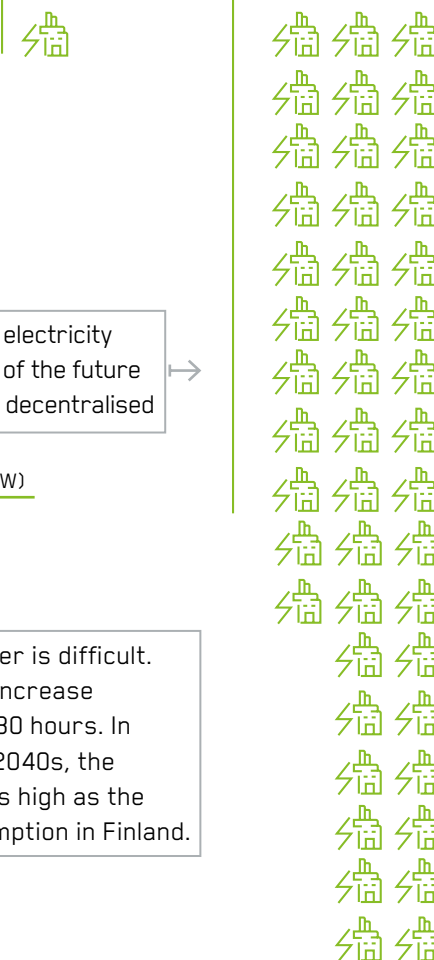 electricity
of the future
decentralised
W)
er is difficult.
ncrease
30 hours. In
2040s, the
s high as the
mption in Finland.